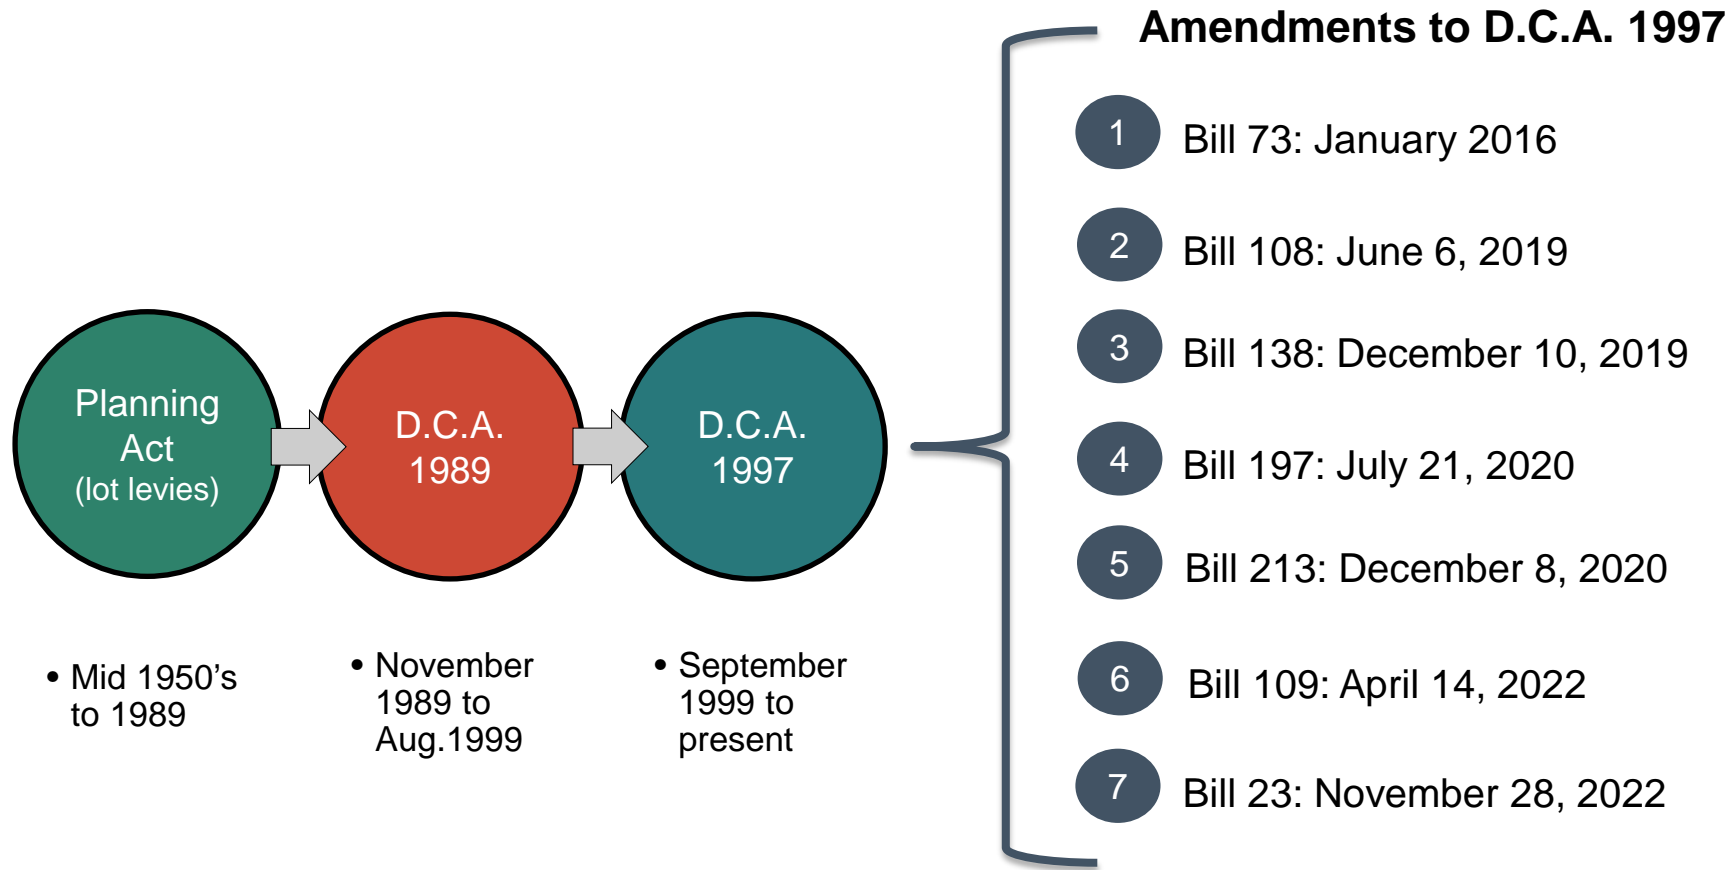 Amendments to D.C.A. 1997
Planning
Act
(lot levies)
D.C.A.
1989
D.C.A.
1997
• Mid 1950’s
to 1989
• November
1989 to
Aug.1999
• September
1999 to
present
1 Bill 73: January 2016
2 Bill 108: June 6, 2019
3 Bill 138: December 10, 2019
4 Bill 197: July 21, 2020
5 Bill 213: December 8, 2020
6 Bill 109: April 14, 2022
7 Bill 23: November 28, 2022